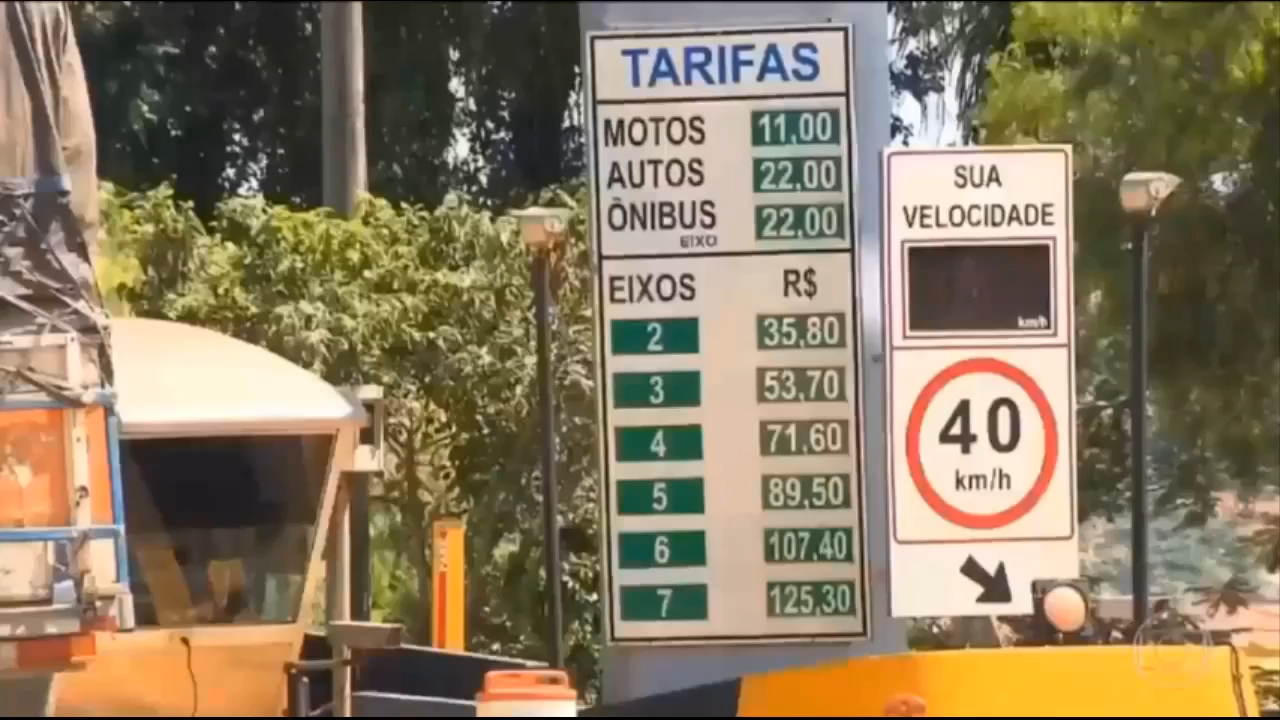 TARIFAS
MOTOS 11,00
AUTOS 22,00
ÔNIBUS 22,00
EIXO
EIXOS R$
2 35,80
3 53,70
4 71,60
5 89,50
6 107,40
7 125,30
SUA
VELOCIDADE
km/h
40
km/h